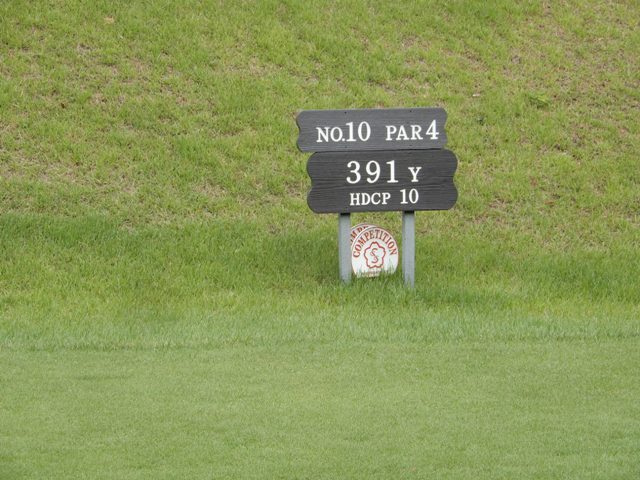 NO.10 PAR4
391 Y
HDCP 10
COMPETITION
S